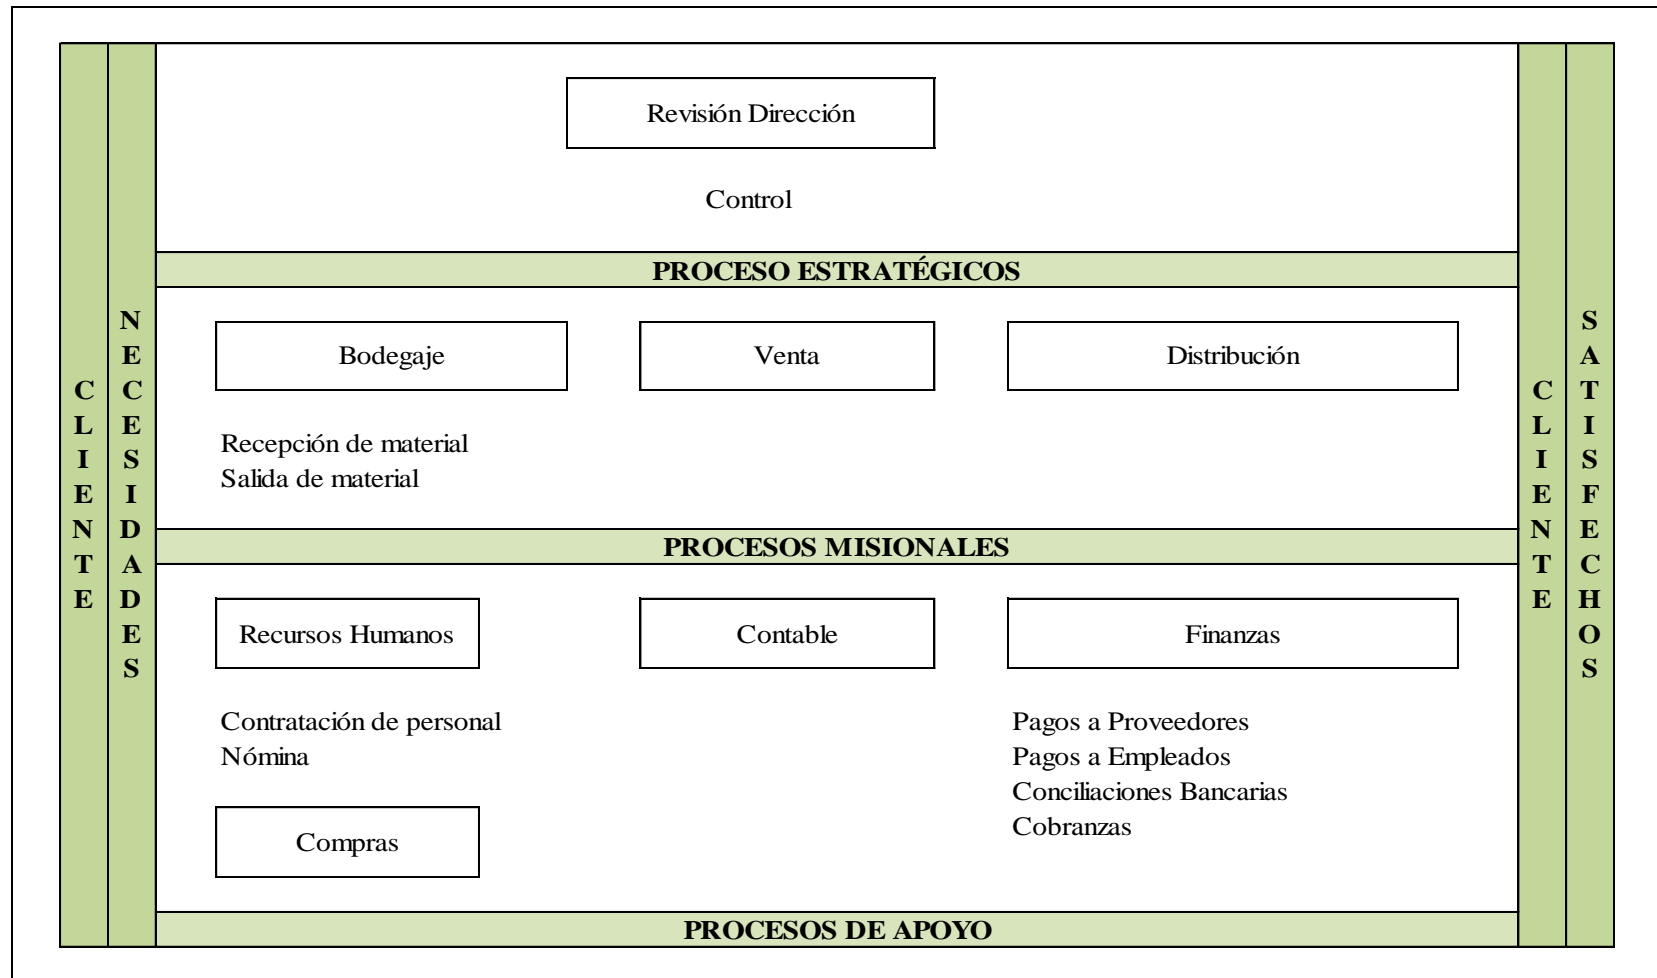 CLIENTE
NECESIDADES
Revisión Dirección
Control
PROCESO ESTRATÉGICOS
Bodegaje
Venta
Distribución
Recepción de material
Salida de material
PROCESOS MISIONALES
Recursos Humanos
Contable
Finanzas
Contratación de personal
Nómina
Pagos a Proveedores
Pagos a Empleados
Conciliaciones Bancarias
Cobranzas
Compras
PROCESOS DE APOYO
CLIENTE
SATISFECHOS